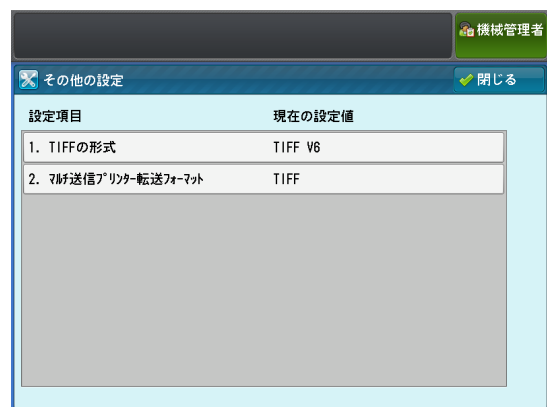 機械管理者
その他の設定
閉じる
設定項目 現在の設定値
1. TIFFの形式 TIFF V6
2. ﾏﾙﾁ送信ﾌﾟﾘﾝﾀｰ転送ﾌｫｰﾏｯﾄ TIFF